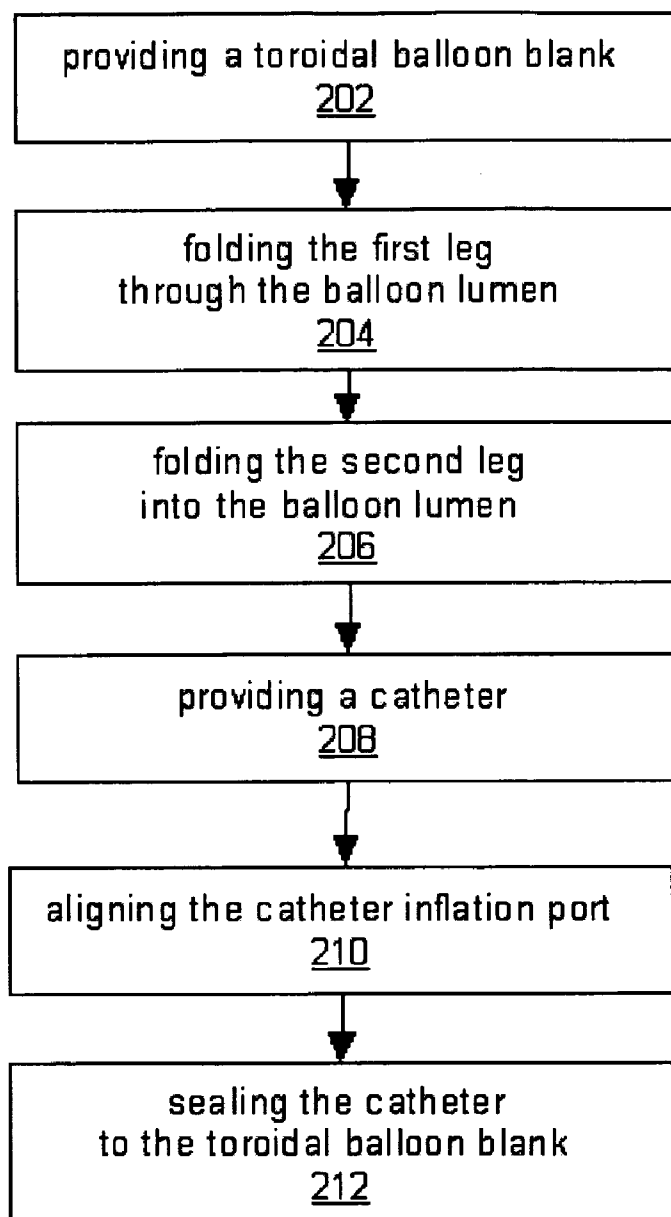 providing a toroidal balloon blank
202
folding the first leg
through the balloon lumen
204
folding the second leg
into the balloon lumen
206
providing a catheter
208
aligning the catheter inflation port
210
sealing the catheter
to the toroidal balloon blank
212